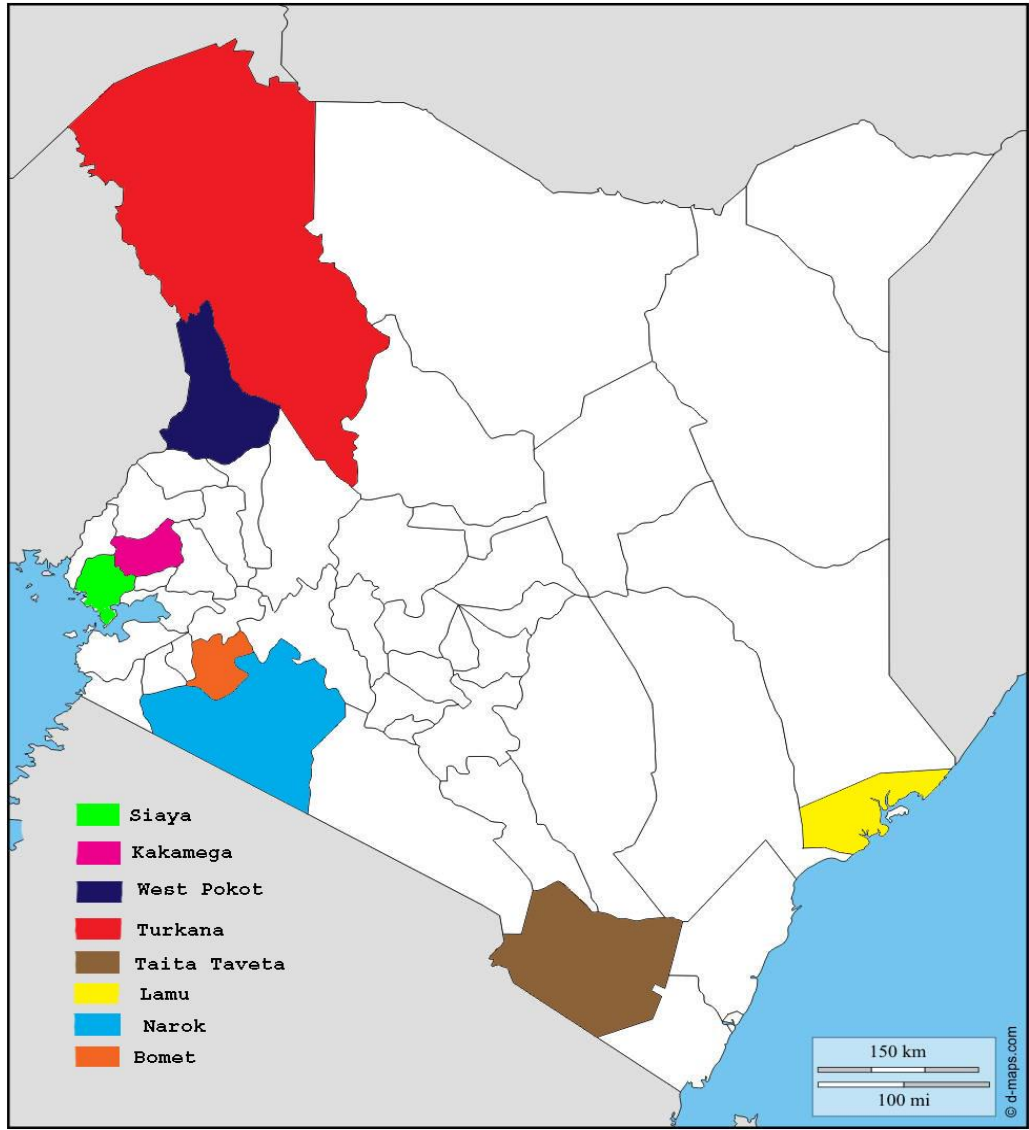 Siaya
Kakamega
West Pokot
Turkana
Taita Taveta
Lamu
Narok
Bomet
150 km
100 mi
© d-maps.com